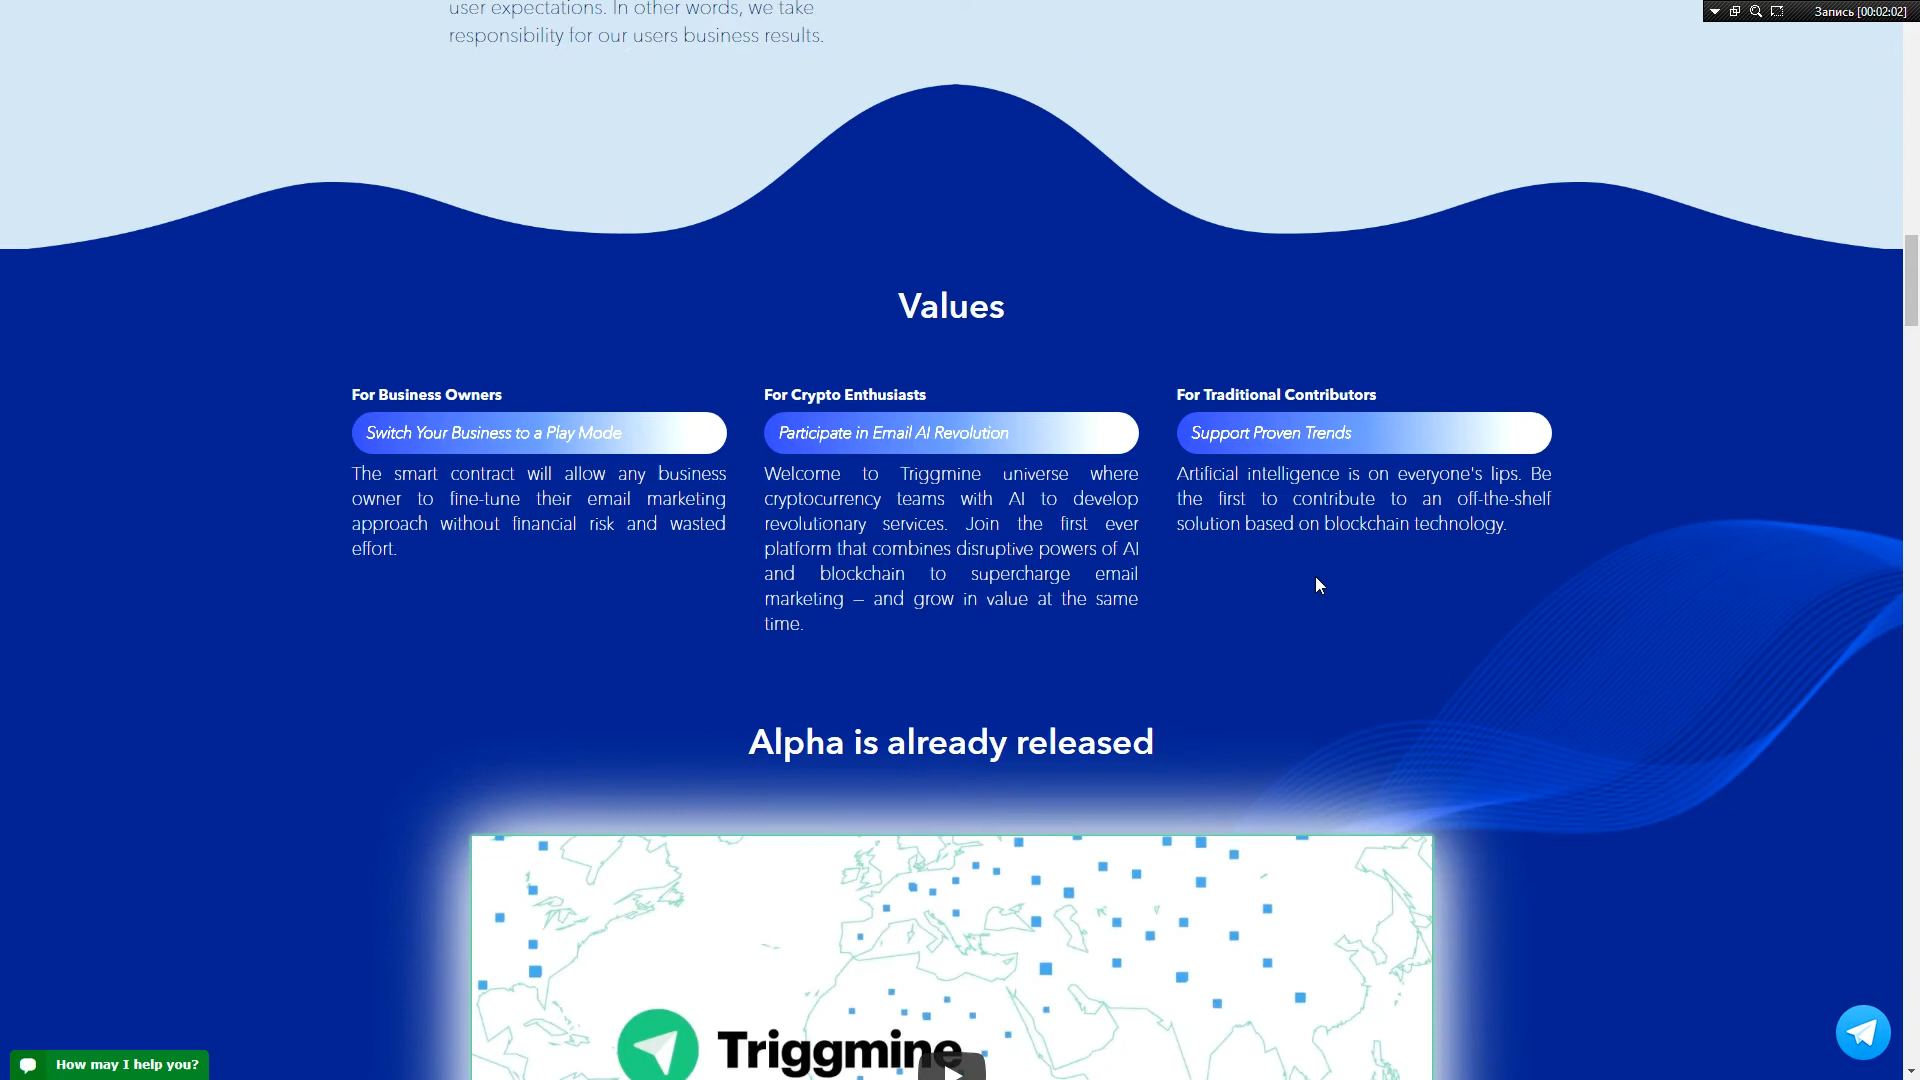 user expectations. In other words, we take
responsibility for our users business results.
Запись [00:02:02]
Values
For Business Owners
Switch Your Business to a Play Mode
The smart contract will allow any business
owner to fine-tune their email marketing
approach without financial risk and wasted
effort.
For Crypto Enthusiasts
Participate in Email AI Revolution
Welcome to Triggmine universe where
cryptocurrency teams with AI to develop
revolutionary services. Join the first ever
platform that combines disruptive powers of AI
and blockchain to supercharge email
marketing – and grow in value at the same
time.
For Traditional Contributors
Support Proven Trends
Artificial intelligence is on everyone's lips. Be
the first to contribute to an off-the-shelf
solution based on blockchain technology.
Alpha is already released
Triggmine
How may I help you?